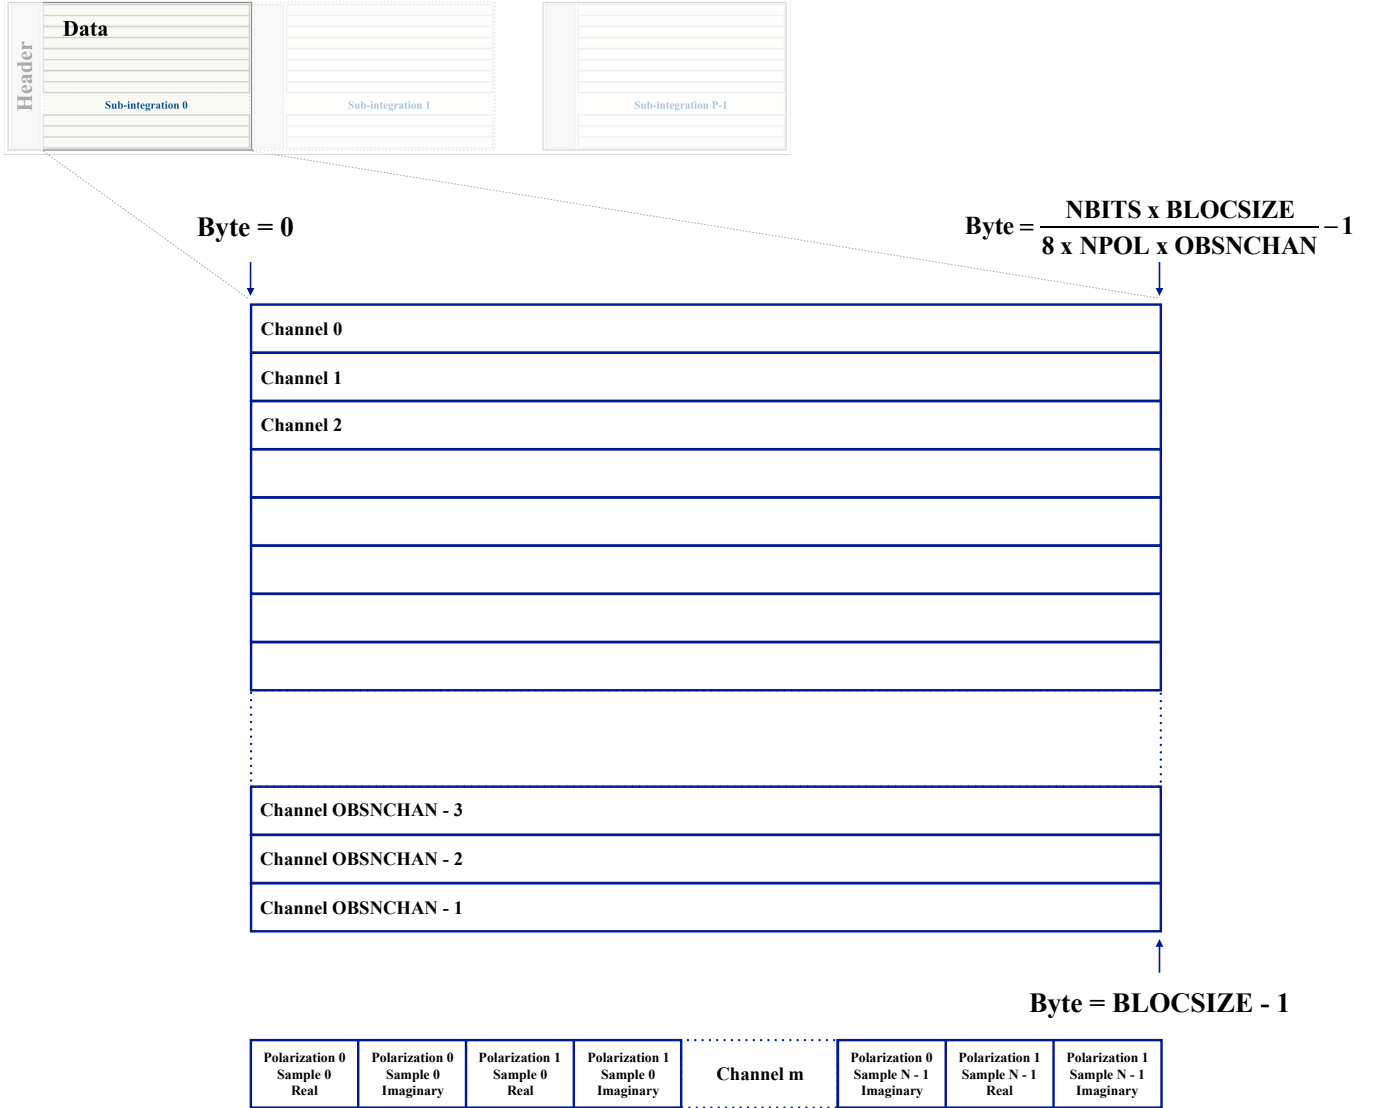 Header
Data
Sub-integration 0
Sub-integration 1
Sub-integration P-1
Byte = 0
Byte = NBITS x BLOCSIZE / 8 x NPOL x OBSNCHAN − 1
Channel 0
Channel 1
Channel 2
Channel OBSNCHAN - 3
Channel OBSNCHAN - 2
Channel OBSNCHAN - 1
Byte = BLOCSIZE - 1
Polarization 0
Sample 0
Real
Polarization 0
Sample 0
Imaginary
Polarization 1
Sample 0
Real
Polarization 1
Sample 0
Imaginary
Channel m
Polarization 0
Sample N - 1
Imaginary
Polarization 1
Sample N - 1
Real
Polarization 1
Sample N - 1
Imaginary